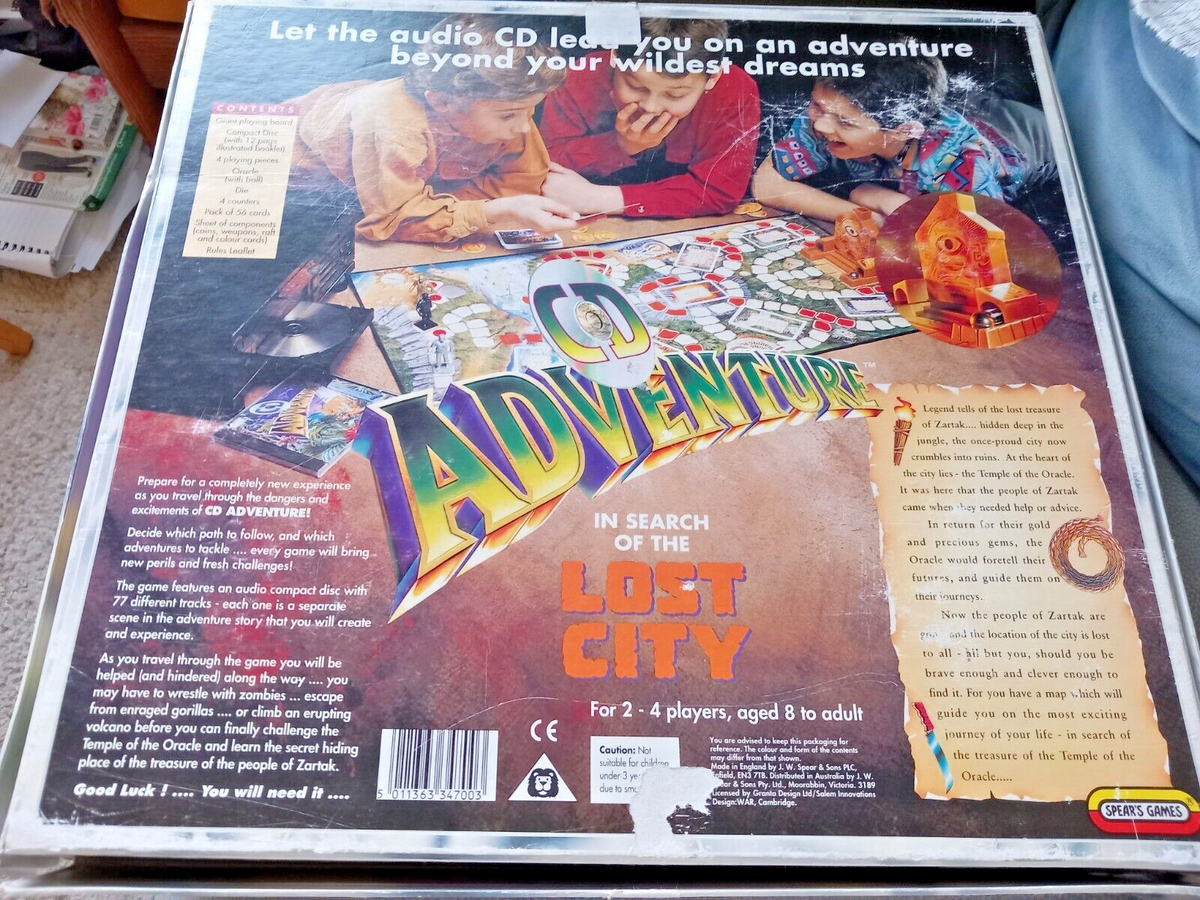 Let the audio CD lead you on an adventure
beyond your wildest dreams
CONTENTS
Giant playing board
Compact Disc
(with 12 page
illustrated booklet)
4 playing pieces
Oracle
(with ball)
Die
4 counters
Pack of 56 cards
Sheet of components
(coins, weapons, raft
and colour cards)
Rules Leaflet
CD
ADVENTURE™
IN SEARCH
OF THE
LOST
CITY
For 2 - 4 players, aged 8 to adult
Prepare for a completely new experience
as you travel through the dangers and
excitements of CD ADVENTURE!
Decide which path to follow, and which
adventures to tackle .... every game will bring
new perils and fresh challenges!
The game features an audio compact disc with
77 different tracks - each one is a separate
scene in the adventure story that you will create
and experience.
As you travel through the game you will be
helped (and hindered) along the way .... you
may have to wrestle with zombies ... escape
from enraged gorillas .... or climb an erupting
volcano before you can finally challenge the
Temple of the Oracle and learn the secret hiding
place of the treasure of the people of Zartak.
Good Luck ! .... You will need it ....
Legend tells of the lost treasure
of Zartak.... hidden deep in the
jungle, the once-proud city now
crumbles into ruins. At the heart of
the city lies - the Temple of the Oracle.
It was here that the people of Zartak
came when they needed help or advice.
In return for their gold
and precious gems, the
Oracle would foretell their
futures, and guide them on
their journeys.
Now the people of Zartak are
and the location of the city is lost
to all - all but you, should you be
brave enough and clever enough to
find it. For you have a map which will
guide you on the most exciting
journey of your life - in search of
the treasure of the Temple of the
Oracle.....
5 011363 347003
CE
Caution: Not
suitable for children
under 3
due to
You are advised to keep this packaging for
reference. The colour and form of the contents
may differ from that shown.
Made in England by J. W. Spear & Sons PLC,
Enfield, EN3 7TB. Distributed in Australia by J. W.
Spear & Sons Pty. Ltd., Moorabbin, Victoria. 3189
Licensed by Granto Design Ltd/Salem Innovations
Design:WAR, Cambridge.
SPEAR'S GAMES